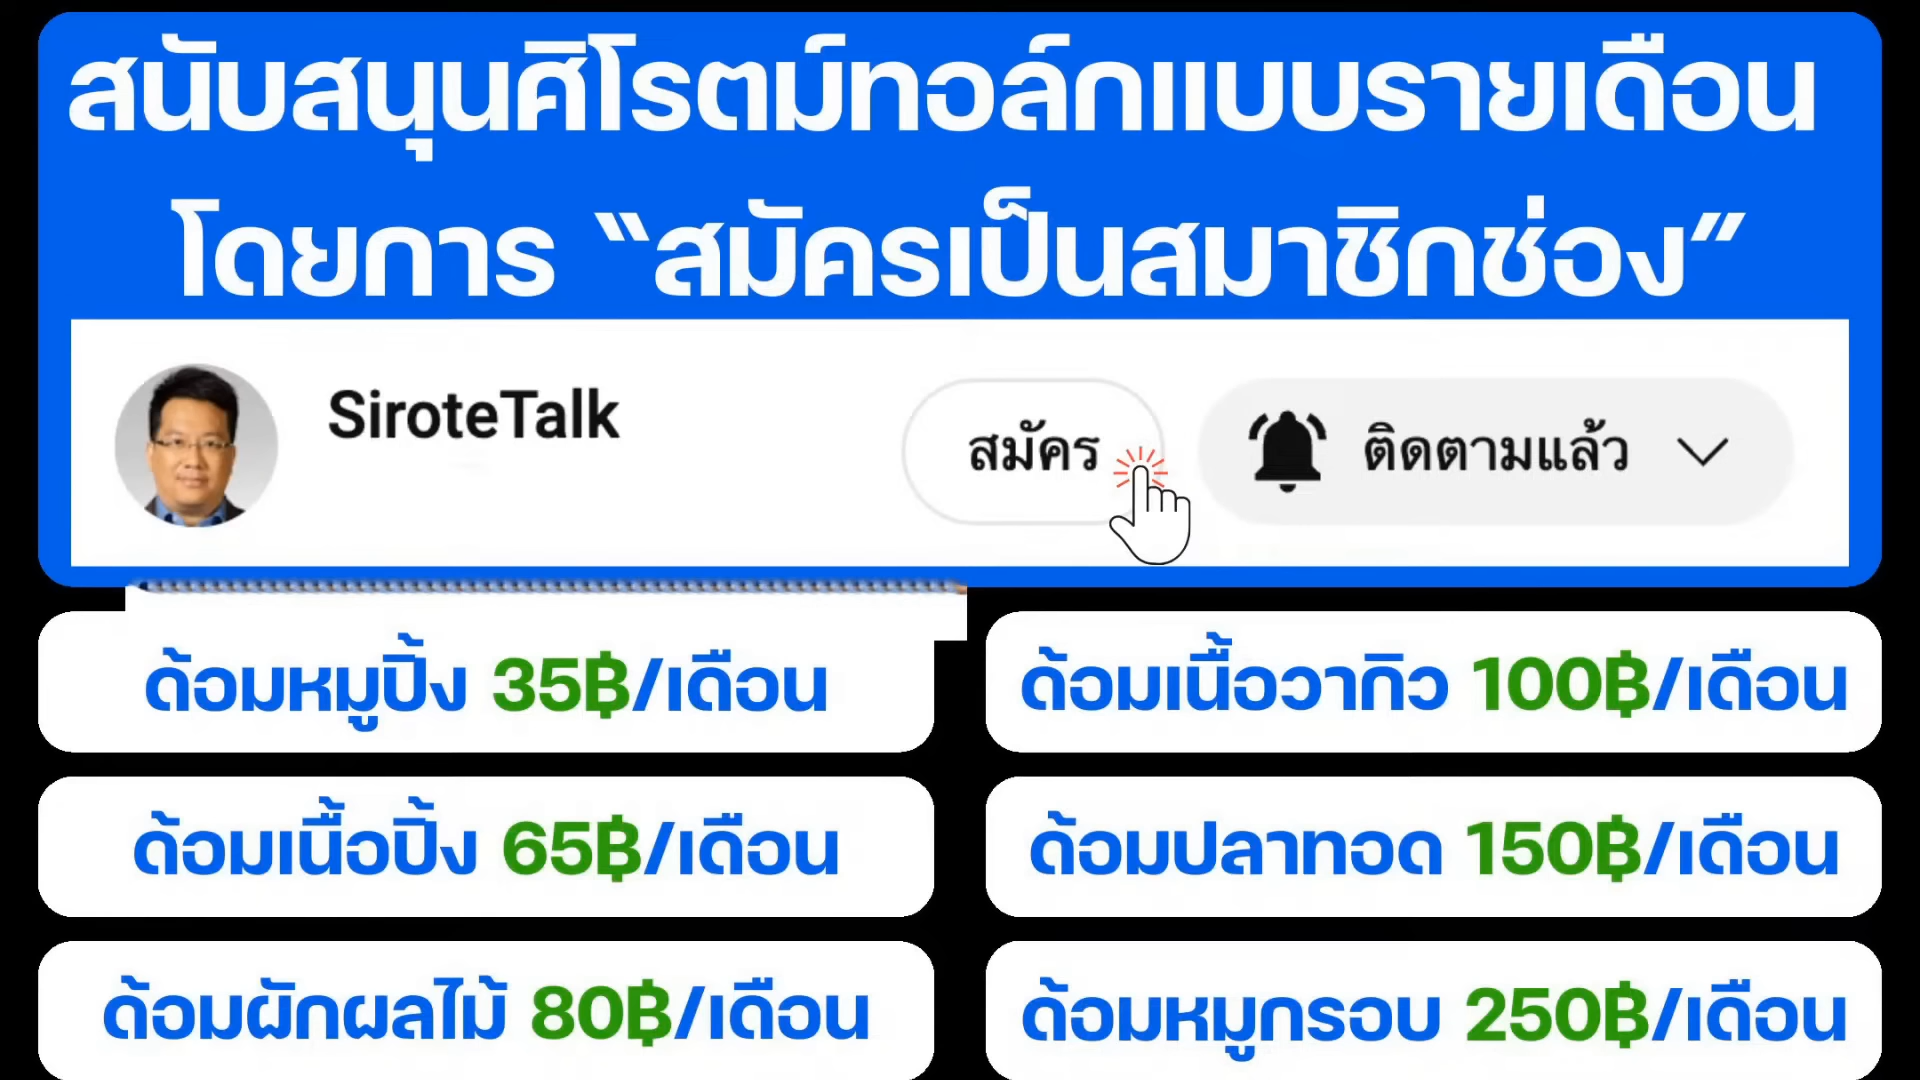 สนับสนุนศิโรตม์ทอล์กแบบรายเดือน
โดยการ “สมัครเป็นสมาชิกช่อง”
SiroteTalk
สมัคร
ติดตามแล้ว
ด้อมหมูปิ้ง 35฿/เดือน
ด้อมเนื้อวากิว 100฿/เดือน
ด้อมเนื้อปิ้ง 65฿/เดือน
ด้อมปลาทอด 150฿/เดือน
ด้อมผักผลไม้ 80฿/เดือน
ด้อมหมูกรอบ 250฿/เดือน